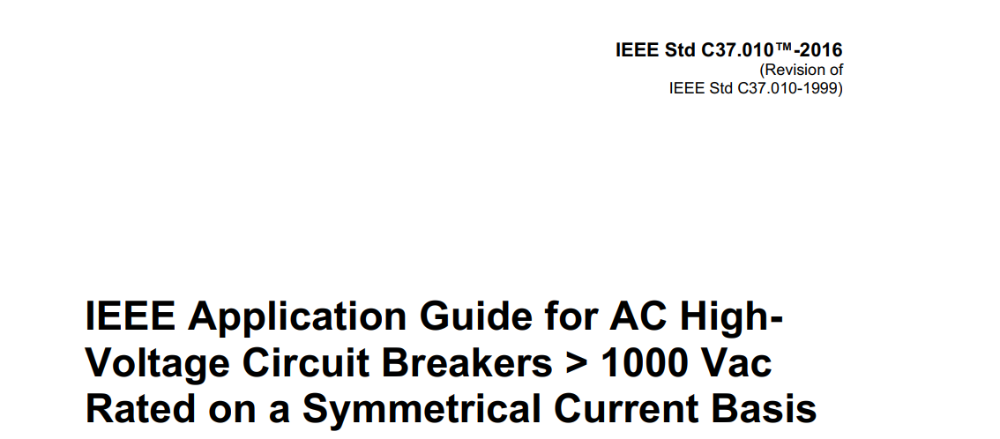 IEEE Std C37.010™-2016
(Revision of
IEEE Std C37.010-1999)
IEEE Application Guide for AC High-
Voltage Circuit Breakers > 1000 Vac
Rated on a Symmetrical Current Basis